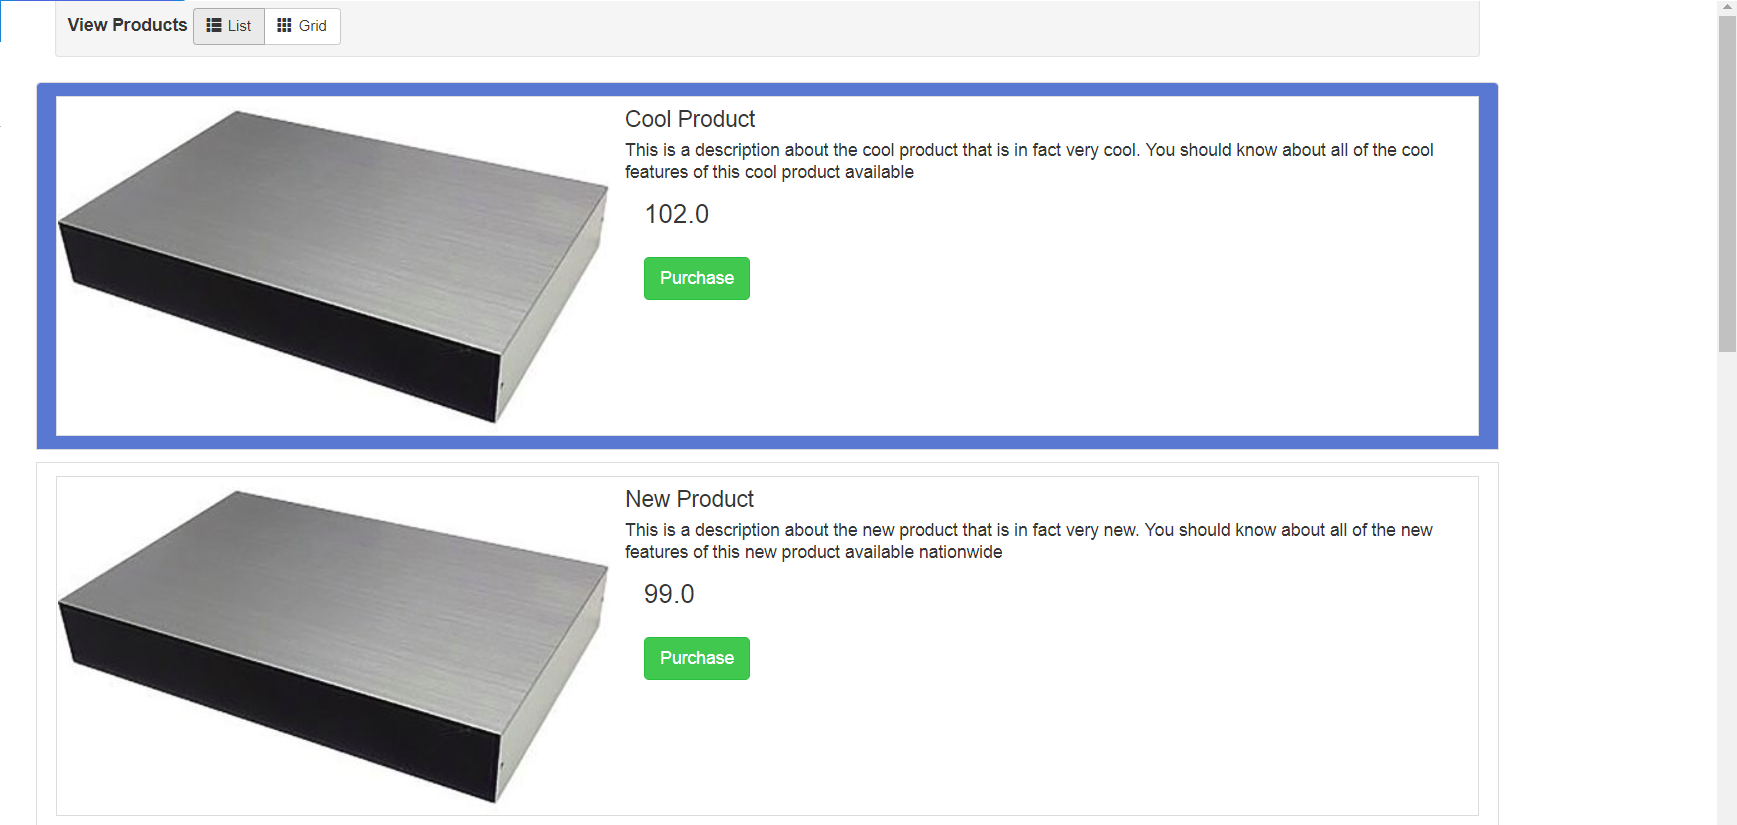 View Products List Grid
Cool Product
This is a description about the cool product that is in fact very cool. You should know about all of the cool
features of this cool product available
102.0
Purchase
New Product
This is a description about the new product that is in fact very new. You should know about all of the new
features of this new product available nationwide
99.0
Purchase